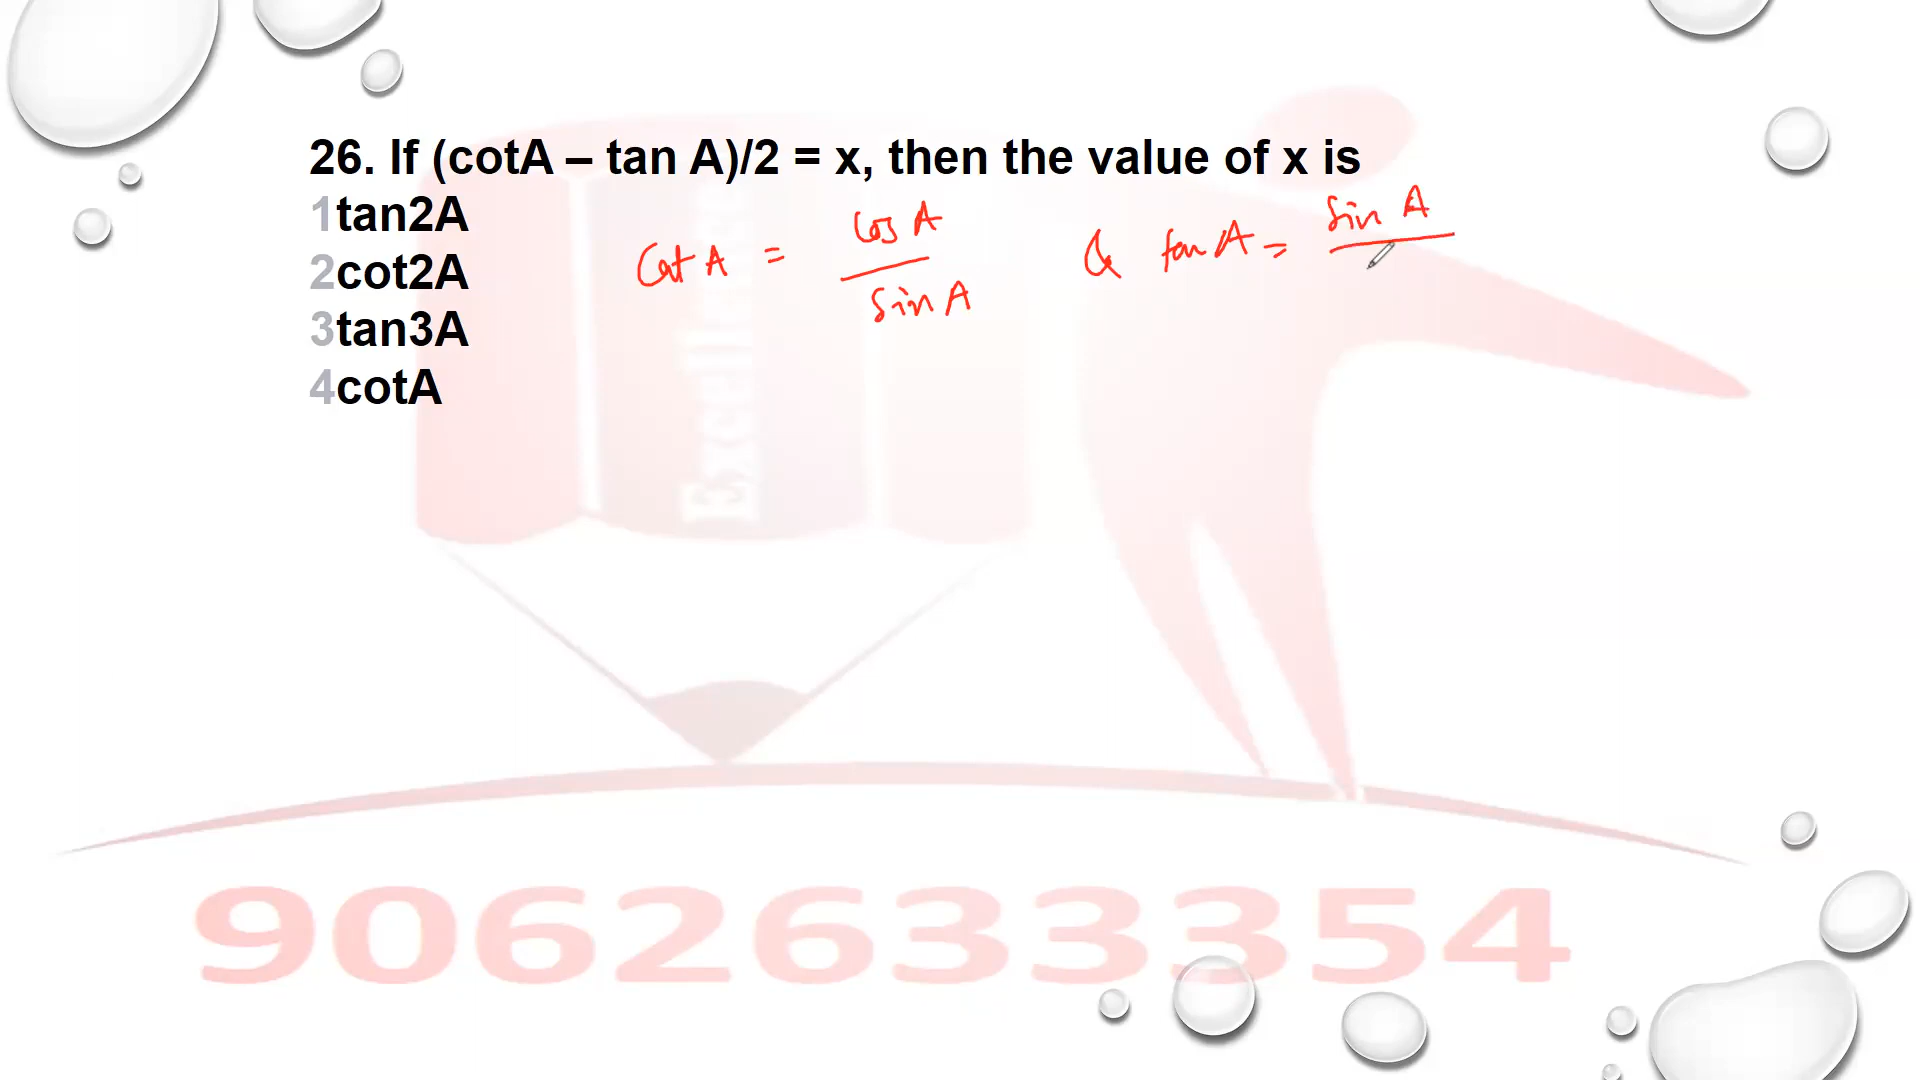 26. If (cotA – tan A)/2 = x, then the value of x is
1tan2A
2cot2A
3tan3A
4cotA
Cot A = cos A / sin A & tan A = sin A /
Excellense
9062633354